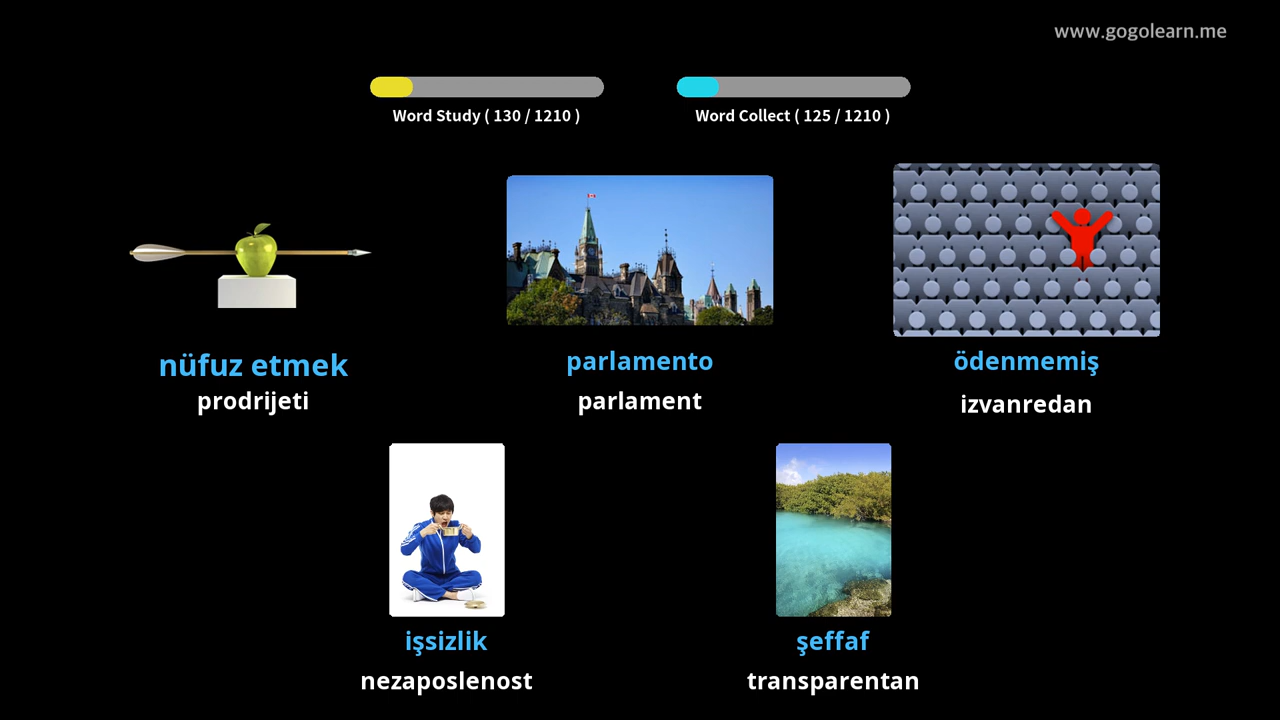 www.gogolearn.me
Word Study ( 130 / 1210 )
Word Collect ( 125 / 1210 )
nüfuz etmek
prodrijeti
parlamento
parlament
ödenmemiş
izvanredan
işsizlik
nezaposlenost
şeffaf
transparentan